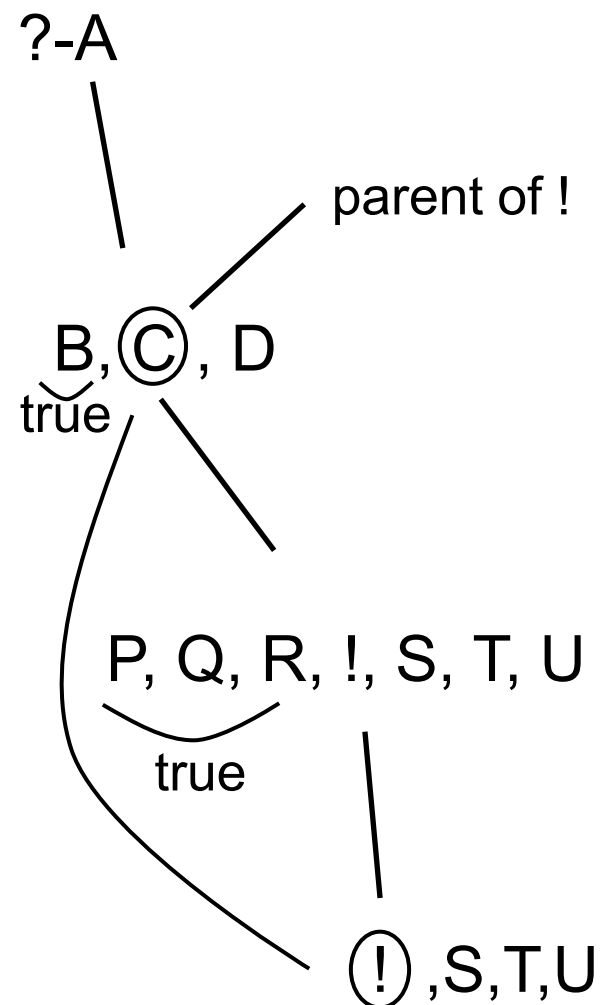 ?-A
parent of !
B, C , D
true
P, Q, R, !, S, T, U
true
! ,S,T,U